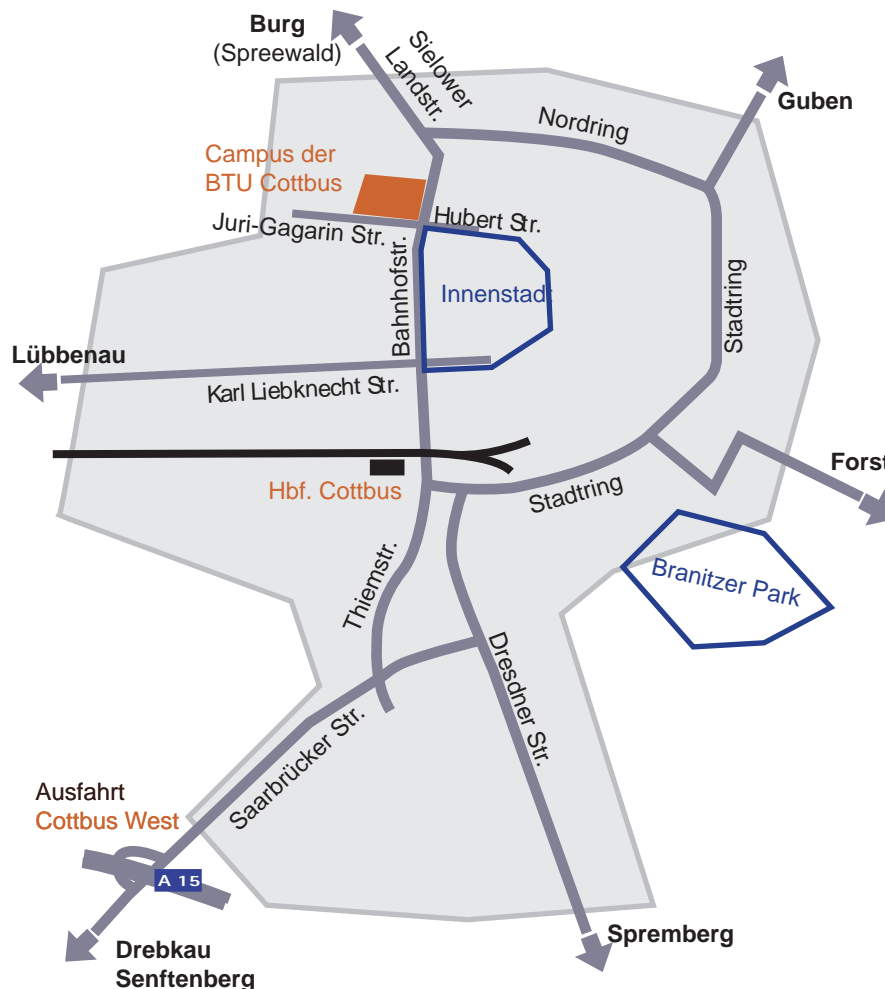 Burg
(Spreewald)
Sielower
Landstr.
Nordring
Guben
Campus der
BTU Cottbus
Hubert Str.
Juri-Gagarin Str.
Bahnhofstr.
Innenstadt
Stadtring
Lübbenau
Karl Liebknecht Str.
Forst
Hbf. Cottbus
Stadtring
Branitzer Park
Thiemstr.
Dresdner Str.
Saarbrücker Str.
Ausfahrt
Cottbus West
A 15
Spremberg
Drebkau
Senftenberg